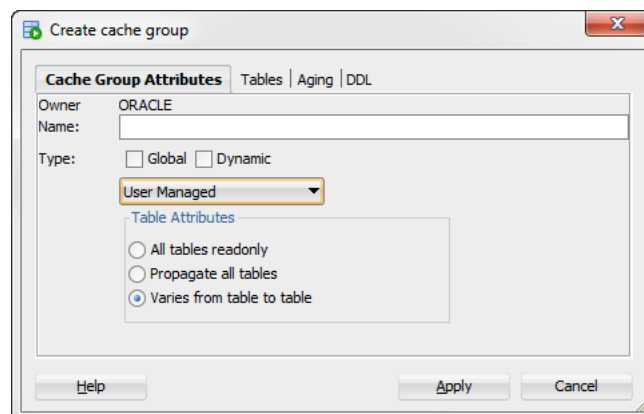 Create cache group
Cache Group Attributes Tables Aging DDL
Owner ORACLE
Name:
Type: Global Dynamic
User Managed
Table Attributes
All tables readonly
Propagate all tables
Varies from table to table
Help Apply Cancel